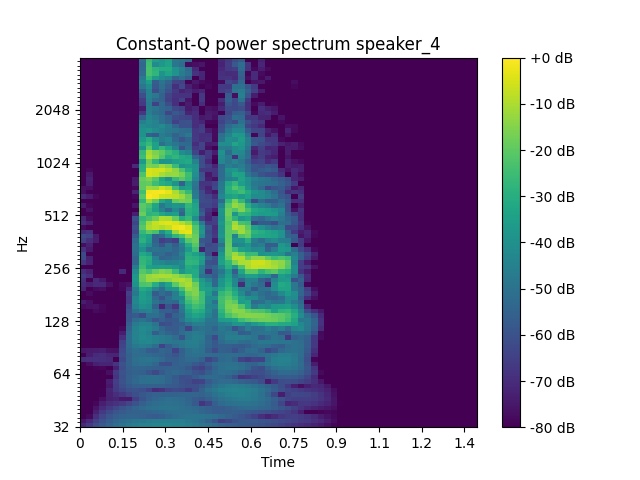 Constant-Q power spectrum speaker_4
Hz
2048
1024
512
256
128
64
32
0 0.15 0.3 0.45 0.6 0.75 0.9 1.1 1.2 1.4
Time
+0 dB
-10 dB
-20 dB
-30 dB
-40 dB
-50 dB
-60 dB
-70 dB
-80 dB